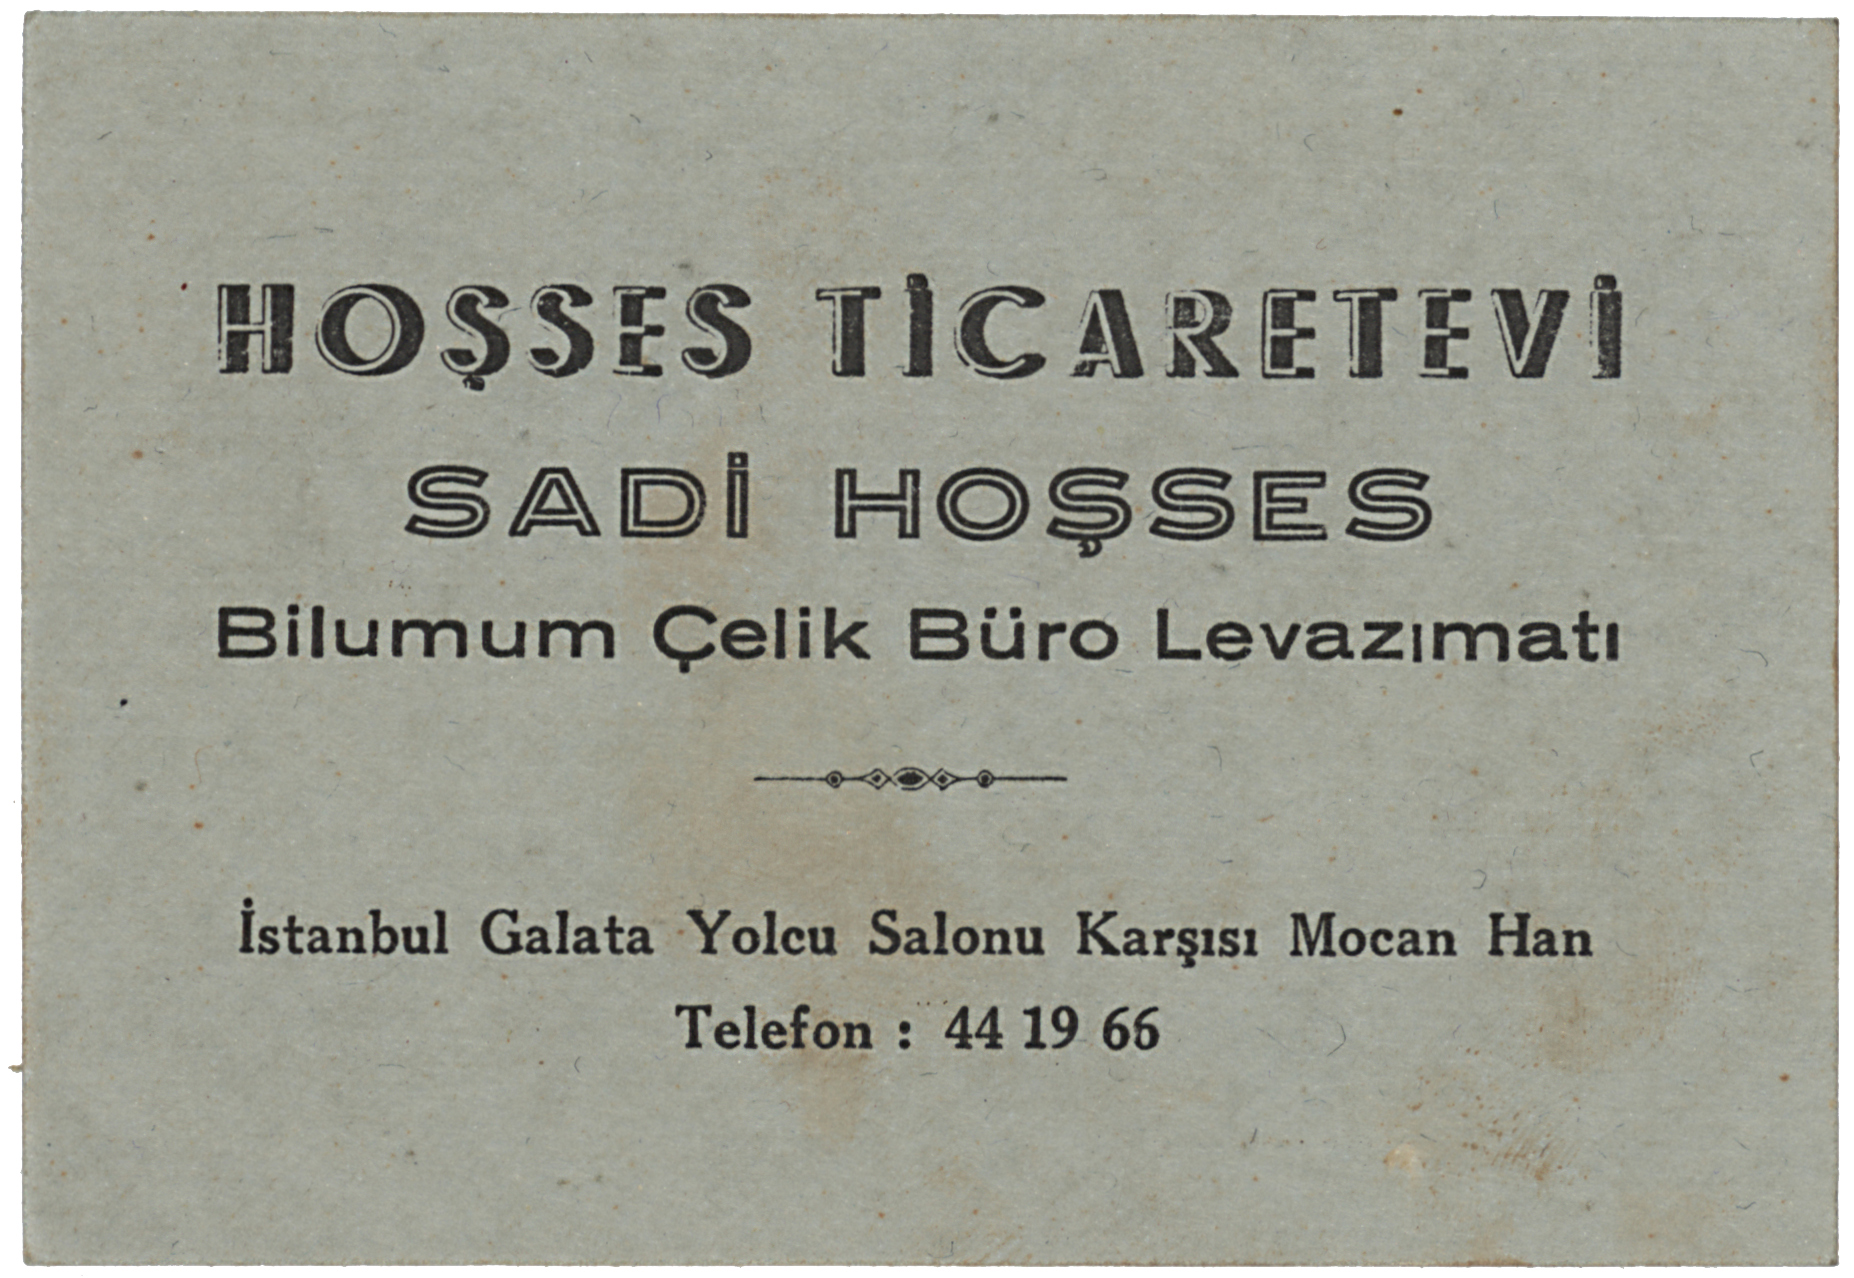 HOŞSES TİCARETEVİ
SADİ HOŞSES
Bilumum Çelik Büro Levazımatı
İstanbul Galata Yolcu Salonu Karşısı Mocan Han
Telefon : 44 19 66